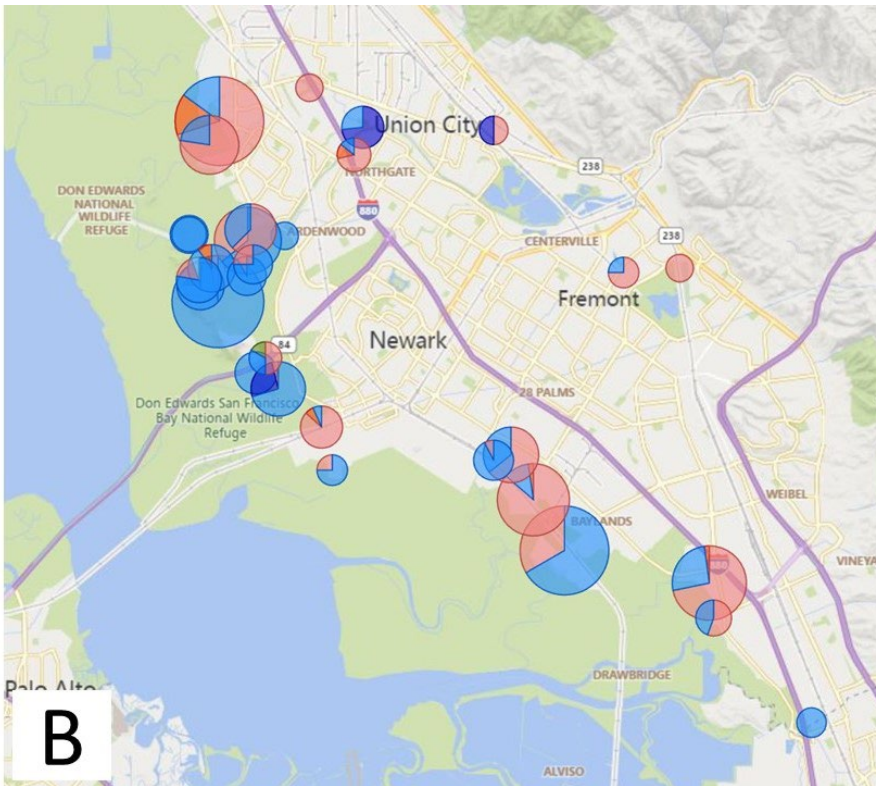 Union City
238
NORTHGATE
DON EDWARDS
NATIONAL
WILDLIFE
REFUGE
880
ARDENWOOD
CENTERVILLE
238
Fremont
84
Newark
28 PALMS
Don Edwards San Francisco
Bay National Wildlife
Refuge
WEIBEL
BAYLANDS
880
VINEYA
DRAWBRIDGE
Palo Alto
B
ALVISO